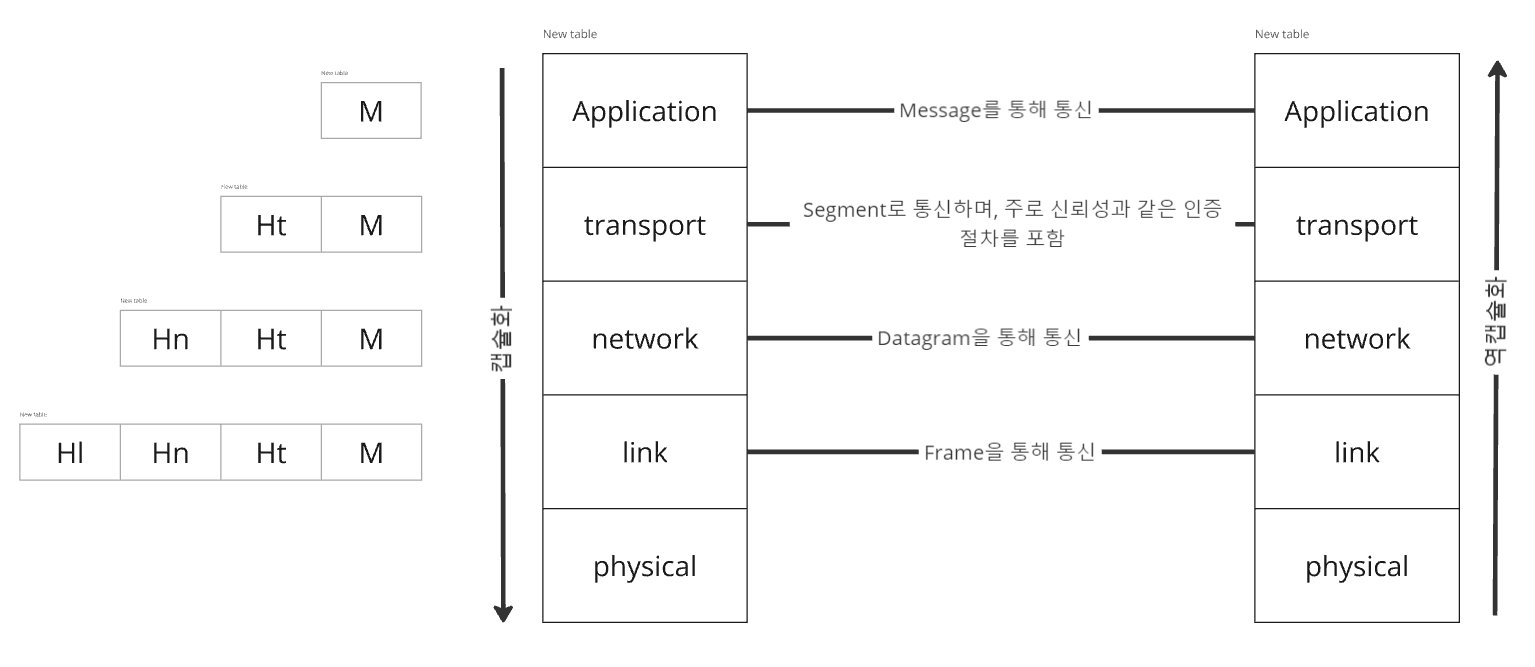 New table
New table
New table
M
Application
Message를 통해 통신
Application
New table
Ht M
transport
Segment로 통신하며, 주로 신뢰성과 같은 인증
절차를 포함
transport
New table
Hn Ht M
캡슐화
network
Datagram을 통해 통신
network
역캡슐화
New table
Hl Hn Ht M
link
Frame을 통해 통신
link
physical
physical